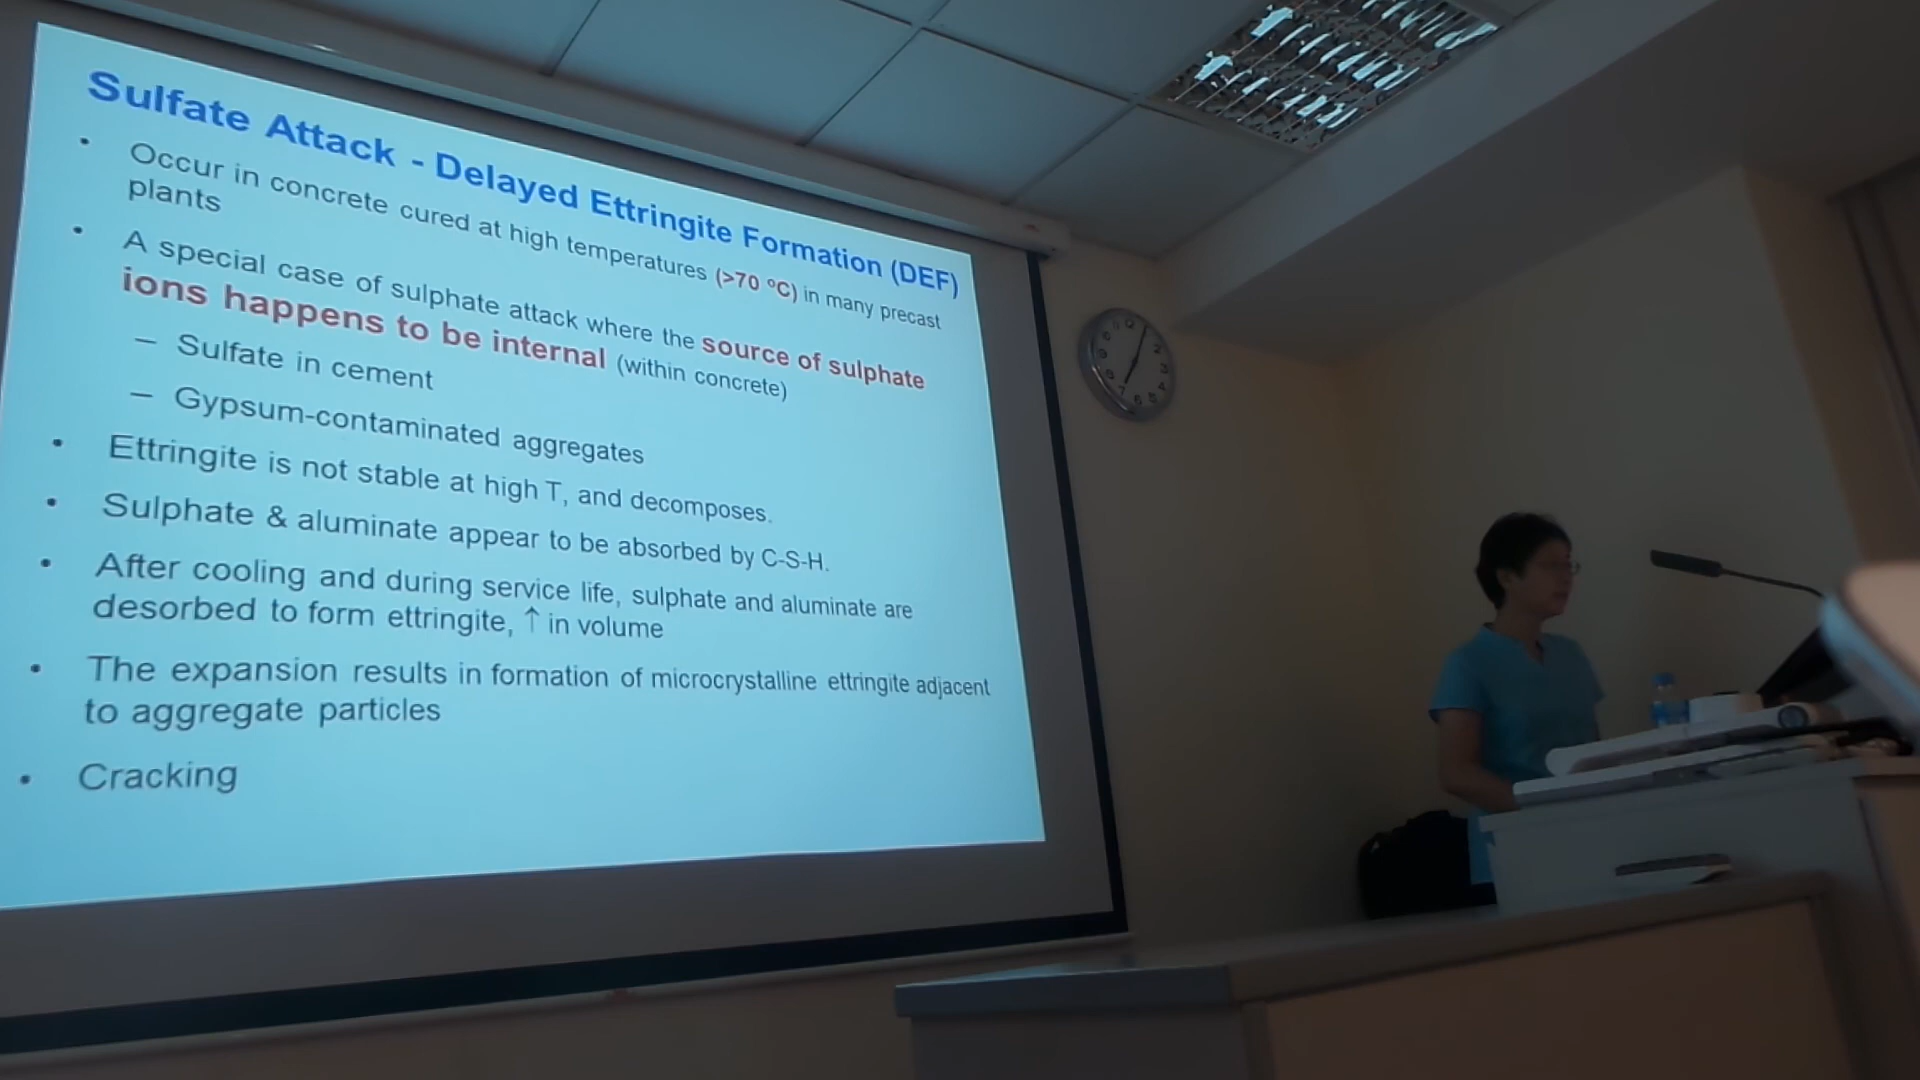 Sulfate Attack - Delayed Ettringite Formation (DEF)
• Occur in concrete cured at high temperatures (>70 ºC) in many precast
plants
• A special case of sulphate attack where the source of sulphate
ions happens to be internal (within concrete)
– Sulfate in cement
– Gypsum-contaminated aggregates
• Ettringite is not stable at high T, and decomposes.
• Sulphate & aluminate appear to be absorbed by C-S-H.
• After cooling and during service life, sulphate and aluminate are
desorbed to form ettringite, ↑ in volume
• The expansion results in formation of microcrystalline ettringite adjacent
to aggregate particles
• Cracking